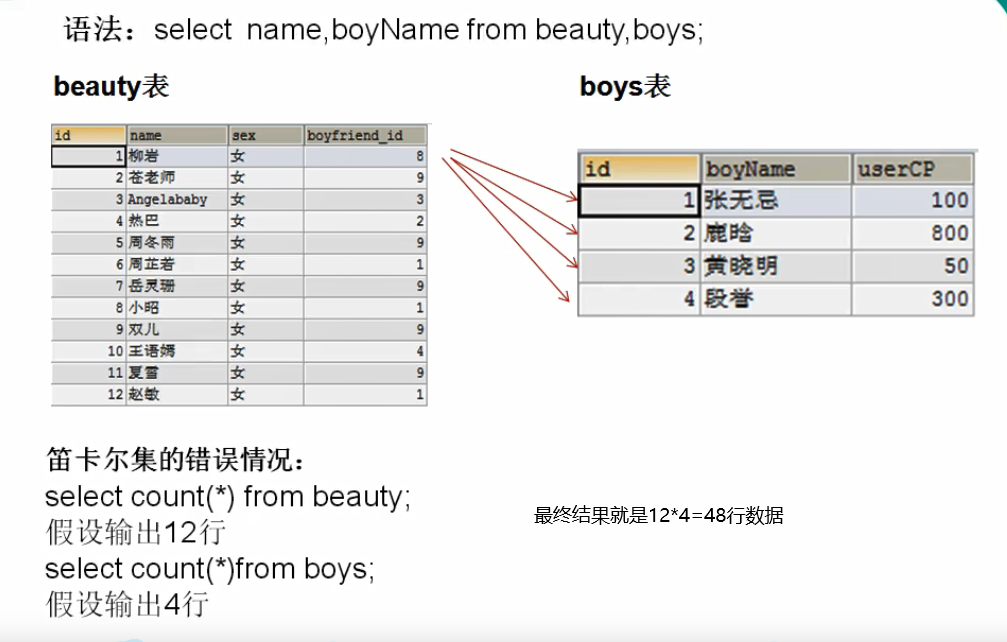 语法：select name,boyName from beauty,boys;
beauty表
boys表
id name sex boyfriend_id
1 柳岩 女 8
2 苍老师 女 9
3 Angelababy 女 3
4 热巴 女 2
5 周冬雨 女 9
6 周芷若 女 1
7 岳灵珊 女 9
8 小昭 女 1
9 双儿 女 9
10 王语嫣 女 4
11 夏雪 女 9
12 赵敏 女 1
id boyName userCP
1 张无忌 100
2 鹿晗 800
3 黄晓明 50
4 段誉 300
笛卡尔集的错误情况：
select count(*) from beauty;
假设输出12行
select count(*)from boys;
假设输出4行
最终结果就是12*4=48行数据